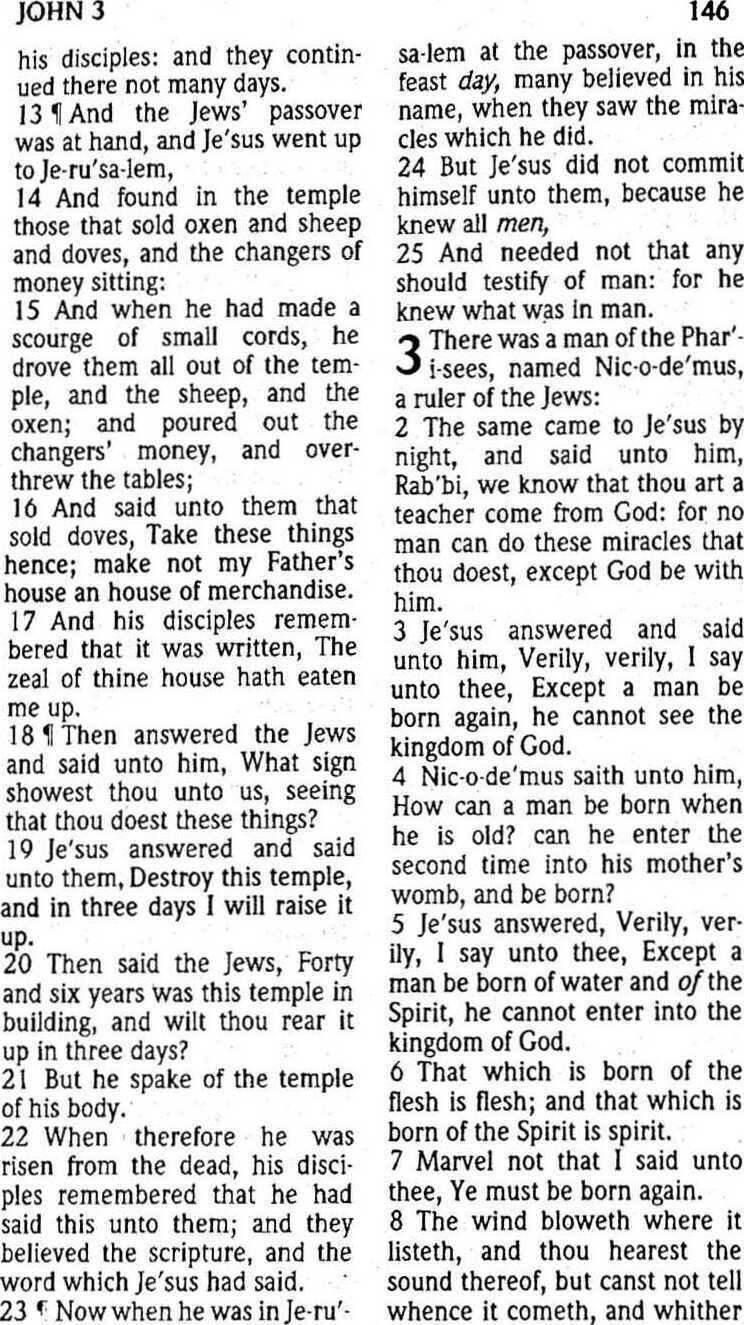 JOHN 3
146
his disciples: and they contin-
ued there not many days.
13 ¶ And the Jews' passover
was at hand, and Je'sus went up
to Je-ru'sa-lem,
14 And found in the temple
those that sold oxen and sheep
and doves, and the changers of
money sitting:
15 And when he had made a
scourge of small cords, he
drove them all out of the tem-
ple, and the sheep, and the
oxen; and poured out the
changers' money, and over-
threw the tables;
16 And said unto them that
sold doves, Take these things
hence; make not my Father's
house an house of merchandise.
17 And his disciples remem-
bered that it was written, The
zeal of thine house hath eaten
me up.
18 ¶ Then answered the Jews
and said unto him, What sign
showest thou unto us, seeing
that thou doest these things?
19 Je'sus answered and said
unto them, Destroy this temple,
and in three days I will raise it
up.
20 Then said the Jews, Forty
and six years was this temple in
building, and wilt thou rear it
up in three days?
21 But he spake of the temple
of his body.
22 When therefore he was
risen from the dead, his disci-
ples remembered that he had
said this unto them; and they
believed the scripture, and the
word which Je'sus had said.
23 ¶ Now when he was in Je-ru'-
sa-lem at the passover, in the
feast day, many believed in his
name, when they saw the mira-
cles which he did.
24 But Je'sus did not commit
himself unto them, because he
knew all men,
25 And needed not that any
should testify of man: for he
knew what was in man.
3 There was a man of the Phar'-
i-sees, named Nic-o-de'mus,
a ruler of the Jews:
2 The same came to Je'sus by
night, and said unto him,
Rab'bi, we know that thou art a
teacher come from God: for no
man can do these miracles that
thou doest, except God be with
him.
3 Je'sus answered and said
unto him, Verily, verily, I say
unto thee, Except a man be
born again, he cannot see the
kingdom of God.
4 Nic-o-de'mus saith unto him,
How can a man be born when
he is old? can he enter the
second time into his mother's
womb, and be born?
5 Je'sus answered, Verily, ver-
ily, I say unto thee, Except a
man be born of water and of the
Spirit, he cannot enter into the
kingdom of God.
6 That which is born of the
flesh is flesh; and that which is
born of the Spirit is spirit.
7 Marvel not that I said unto
thee, Ye must be born again.
8 The wind bloweth where it
listeth, and thou hearest the
sound thereof, but canst not tell
whence it cometh, and whither